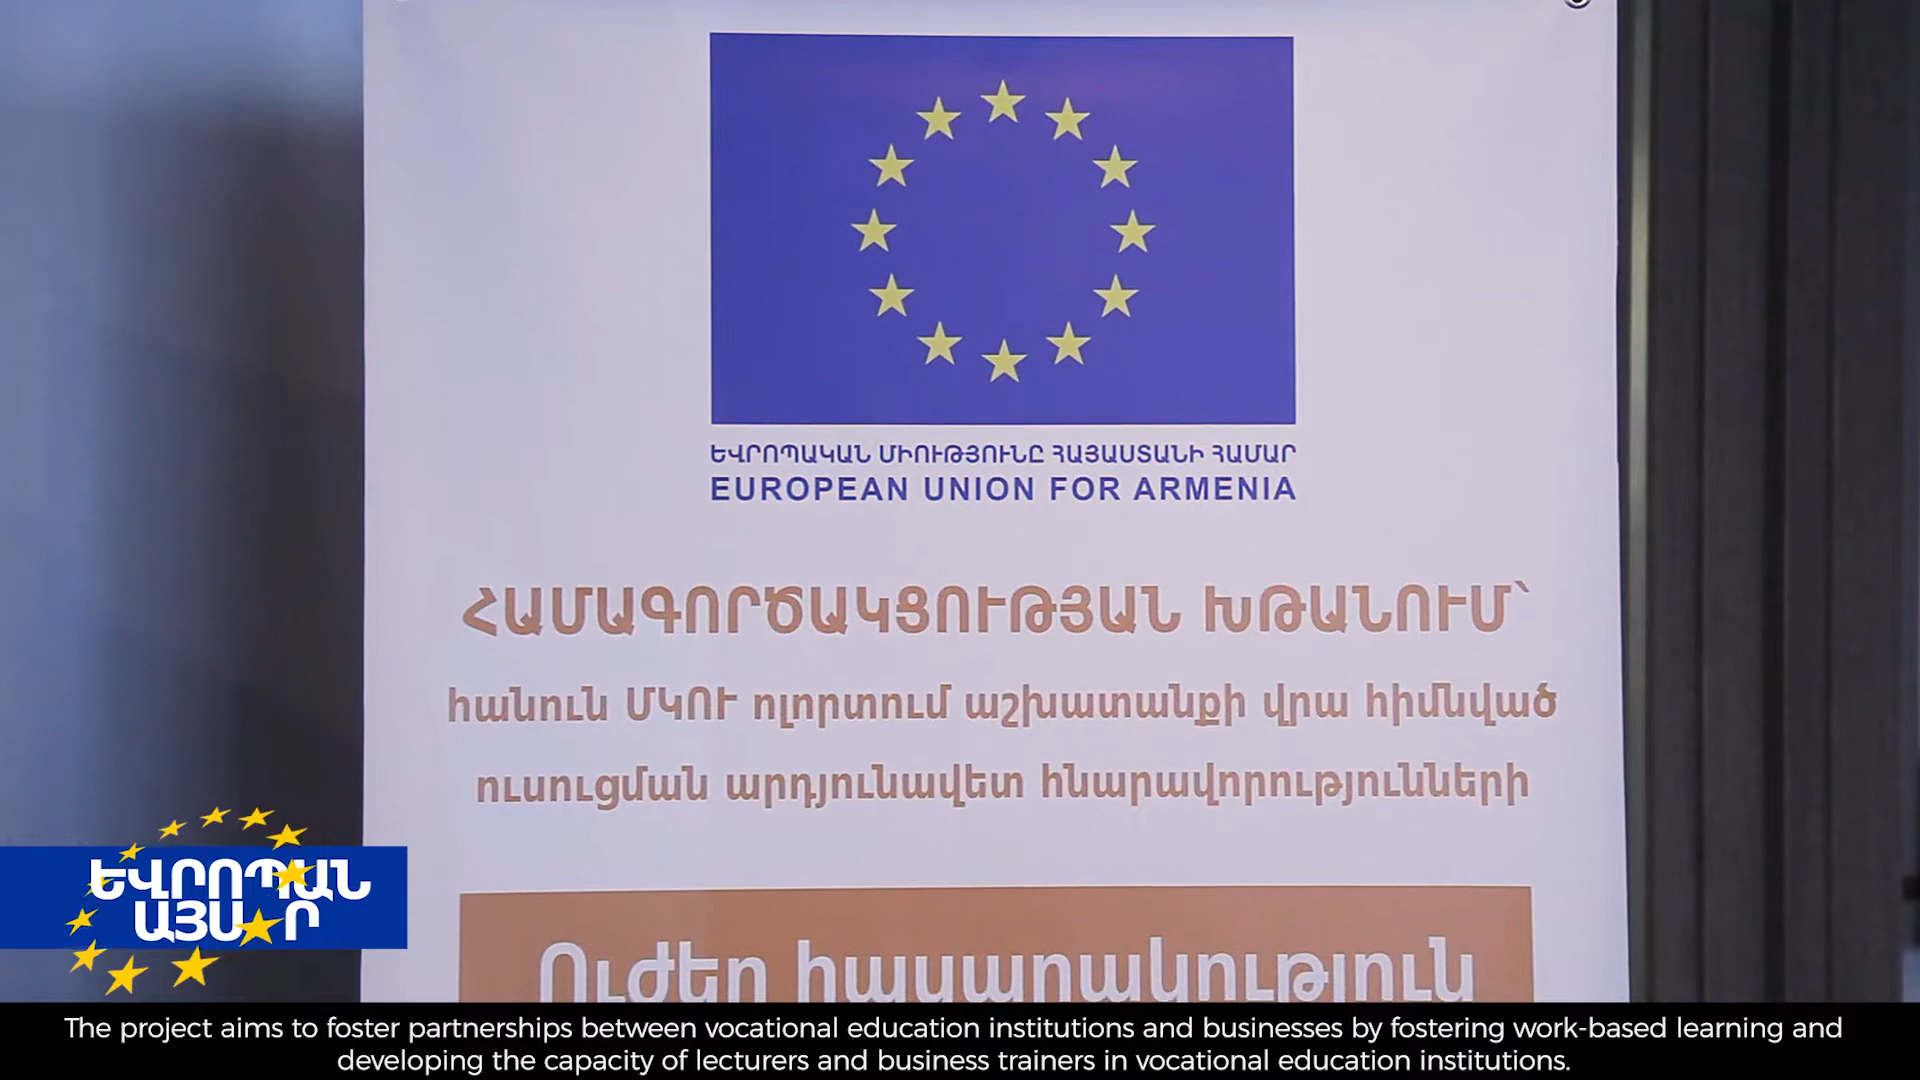 ԵՎՐՈՊԱԿԱՆ ՄԻՈՒԹՅՈՒՆԸ ՀԱՅԱՍՏԱՆԻ ՀԱՄԱՐ
EUROPEAN UNION FOR ARMENIA
ՀԱՄԱԳՈՐԾԱԿՑՈՒԹՅԱՆ ԽԹԱՆՈՒՄ՝
հանուն ՄԿՈՒ ոլորտում աշխատանքի վրա հիմնված
ուսուցման արդյունավետ հնարավորությունների
Ուժեղ հասարակություն
ԵՎՐՈՊԱՆ
ԱՅՍՕՐ
The project aims to foster partnerships between vocational education institutions and businesses by fostering work-based learning and
developing the capacity of lecturers and business trainers in vocational education institutions.